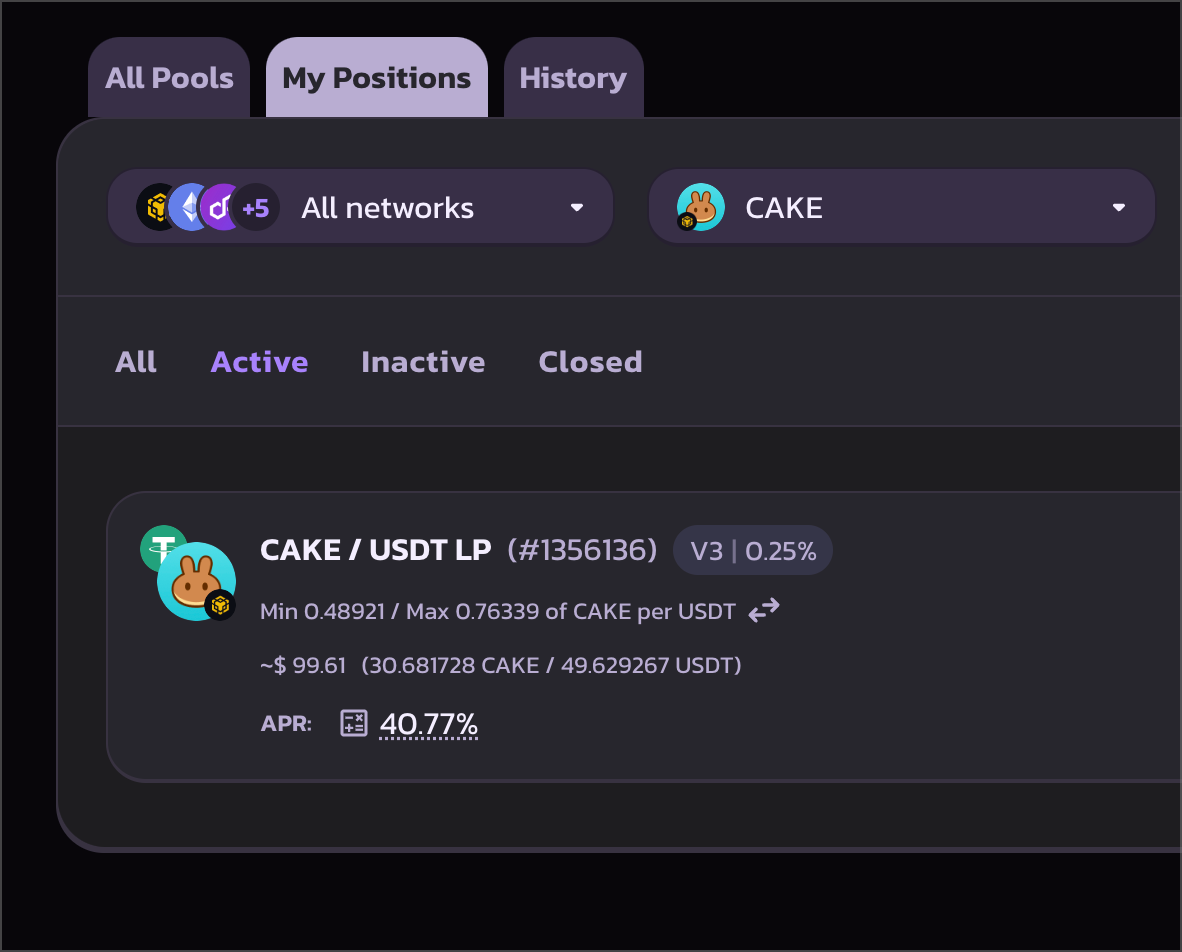 All Pools My Positions History
+5 All networks CAKE
All Active Inactive Closed
CAKE / USDT LP (#1356136) V3 | 0.25%
Min 0.48921 / Max 0.76339 of CAKE per USDT
~$ 99.61 (30.681728 CAKE / 49.629267 USDT)
APR: 40.77%